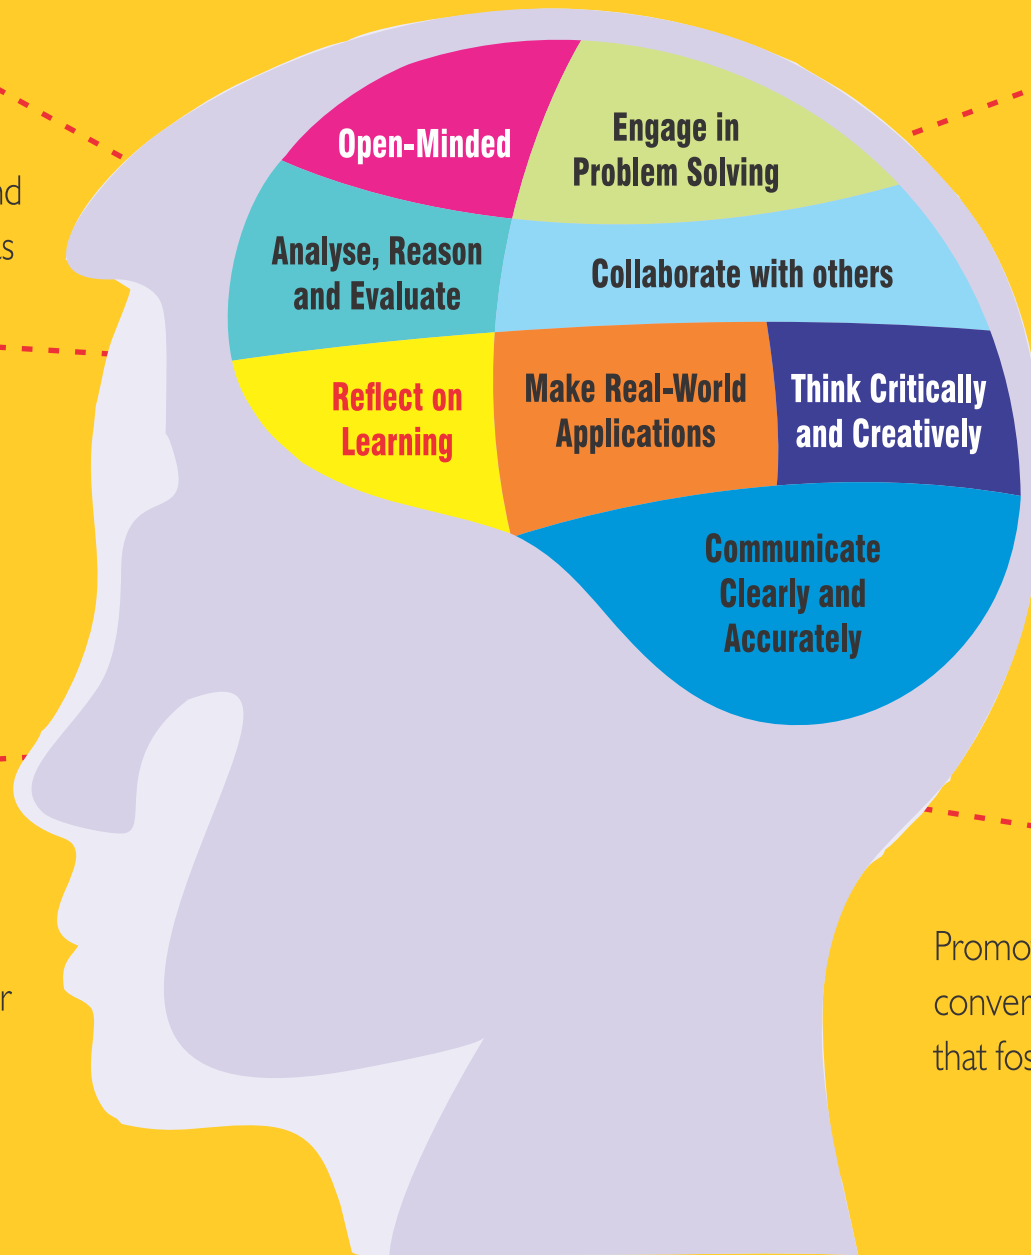 Open-Minded
Engage in
Problem Solving
Analyse, Reason
and Evaluate
Collaborate with others
Reflect on
Learning
Make Real-World
Applications
Think Critically
and Creatively
Communicate
Clearly and
Accurately
that